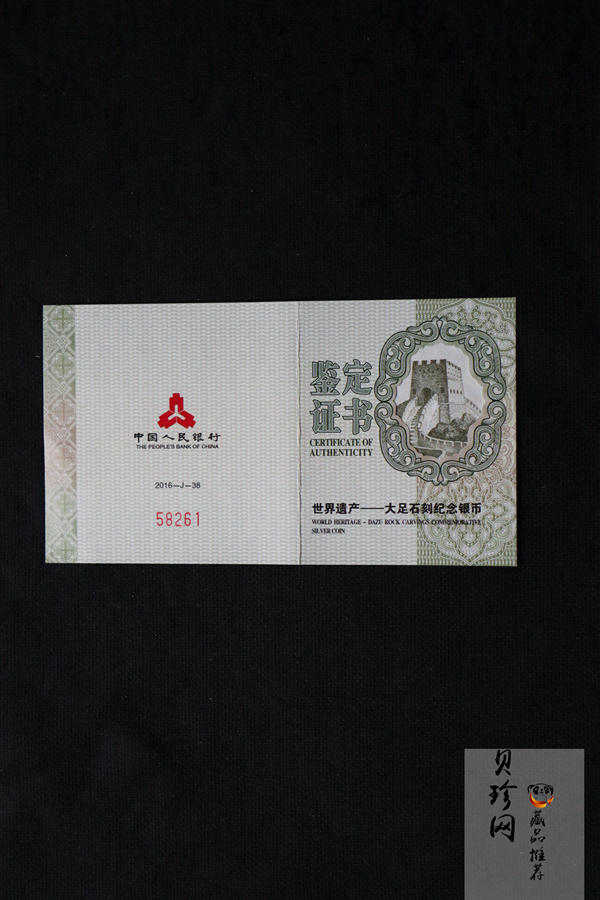 中国人民银行
THE PEOPLE'S BANK OF CHINA
2016—J—38
58261
鉴定
证书
CERTIFICATE OF
AUTHENTICITY
世界遗产——大足石刻纪念银币
WORLD HERITAGE - DAZU ROCK CARVINGS COMMEMORATIVE
SILVER COIN
贝珍网
藏品推荐